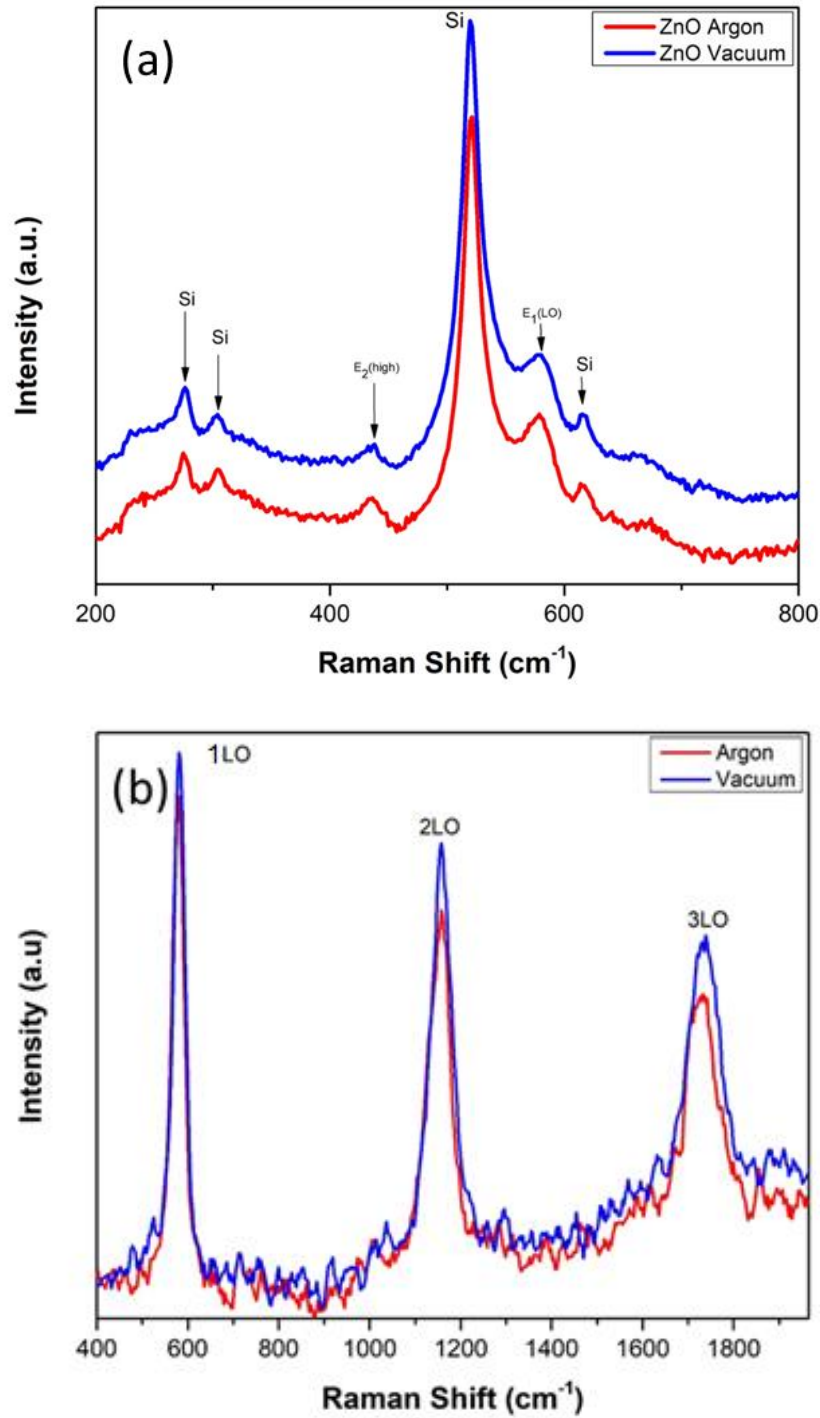 (a)
Si
ZnO Argon
ZnO Vacuum
Si
Si
E₂(high)
E₁(LO)
Si
Intensity (a.u.)
200
400
600
800
Raman Shift (cm⁻¹)
(b)
1LO
Argon
Vacuum
2LO
3LO
Intensity (a.u)
400
600
800
1000
1200
1400
1600
1800
Raman Shift (cm⁻¹)